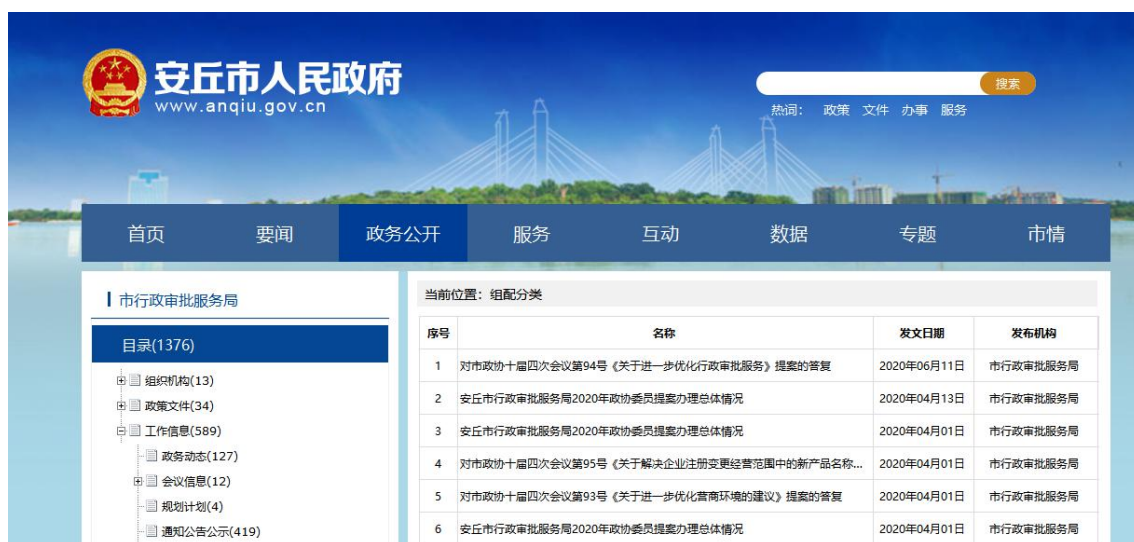 安丘市人民政府
www.anqiu.gov.cn
搜索
热词： 政策 文件 办事 服务
首页 要闻 政务公开 服务 互动 数据 专题 市情
市行政审批服务局
目录(1376)
组织机构(13)
政策文件(34)
工作信息(589)
政务动态(127)
会议信息(12)
规划计划(4)
通知公告公示(419)
当前位置：组配分类
序号 名称 发文日期 发布机构
1 对市政协十届四次会议第94号《关于进一步优化行政审批服务》提案的答复 2020年06月11日 市行政审批服务局
2 安丘市行政审批服务局2020年政协委员提案办理总体情况 2020年04月13日 市行政审批服务局
3 安丘市行政审批服务局2020年政协委员提案办理总体情况 2020年04月01日 市行政审批服务局
4 对市政协十届四次会议第95号《关于解决企业注册变更经营范围中的新产品名称... 2020年04月01日 市行政审批服务局
5 对市政协十届四次会议第93号《关于进一步优化营商环境的建议》提案的答复 2020年04月01日 市行政审批服务局
6 安丘市行政审批服务局2020年政协委员提案办理总体情况 2020年04月01日 市行政审批服务局